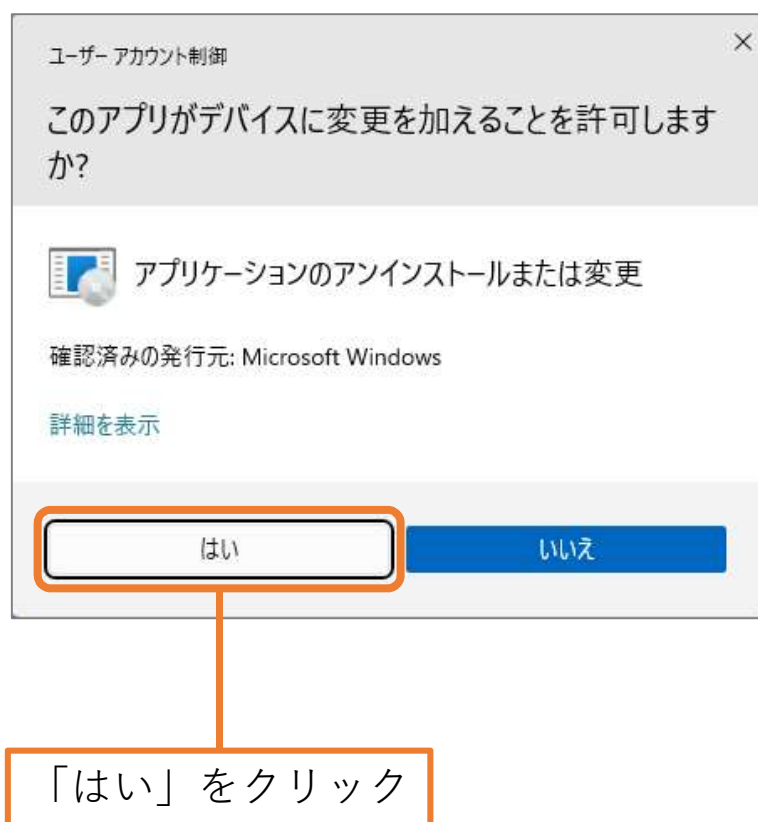 ユーザー アカウント制御
×
このアプリがデバイスに変更を加えることを許可します
か?
アプリケーションのアンインストールまたは変更
確認済みの発行元: Microsoft Windows
詳細を表示
はい
いいえ
「はい」をクリック